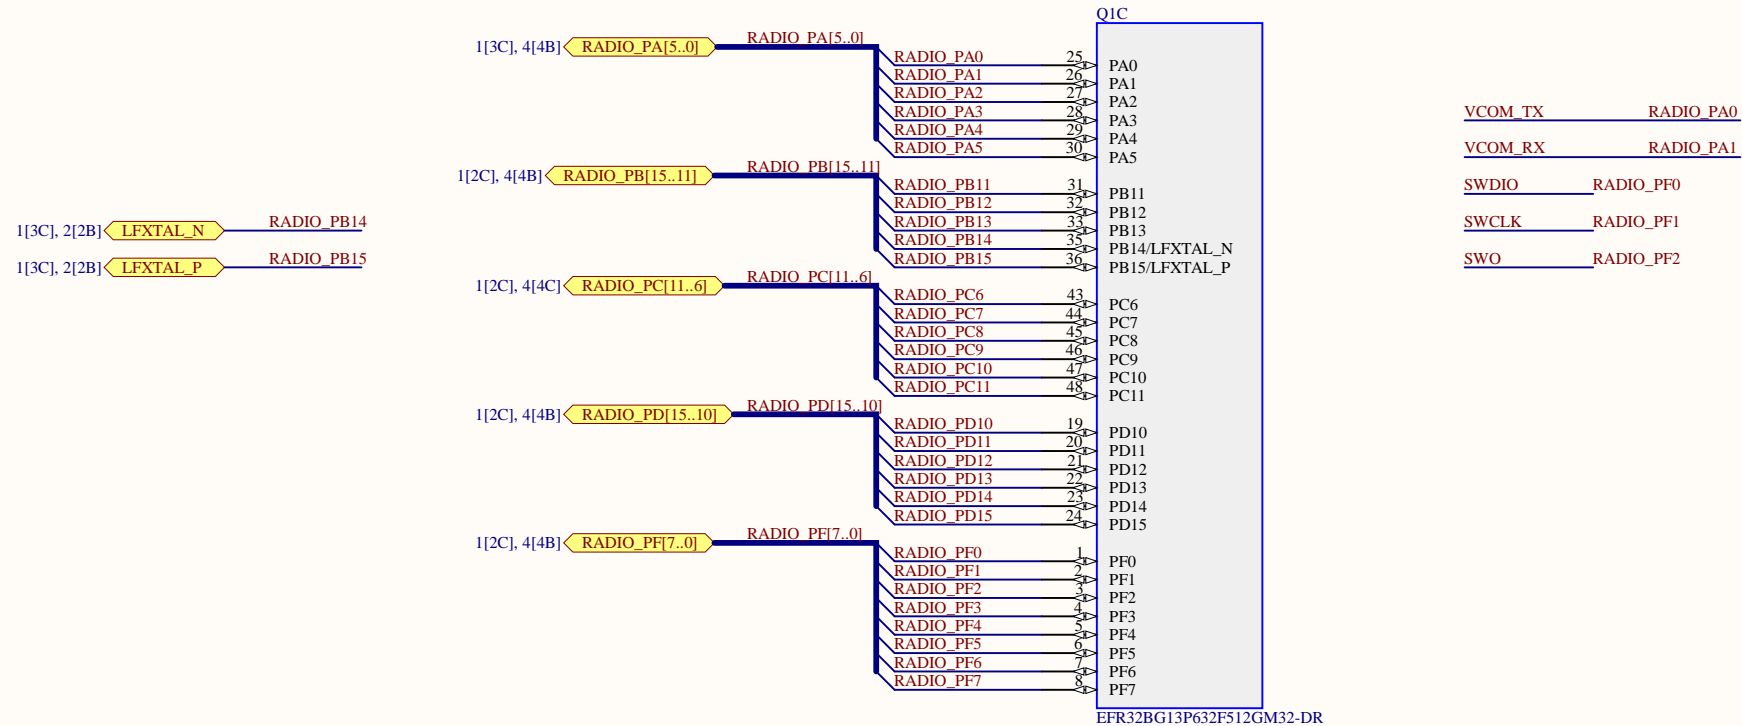 Q1C
1[3C], 4[4B] RADIO_PA[5..0] RADIO_PA[5..0]
RADIO_PA0 25 PA0
RADIO_PA1 26 PA1
RADIO_PA2 27 PA2
RADIO_PA3 28 PA3
RADIO_PA4 29 PA4
RADIO_PA5 30 PA5
1[2C], 4[4B] RADIO_PB[15..11] RADIO_PB[15..11]
RADIO_PB11 31 PB11
RADIO_PB12 32 PB12
RADIO_PB13 33 PB13
RADIO_PB14 35 PB14/LFXTAL_N
RADIO_PB15 36 PB15/LFXTAL_P
1[3C], 2[2B] LFXTAL_N RADIO_PB14
1[3C], 2[2B] LFXTAL_P RADIO_PB15
1[2C], 4[4C] RADIO_PC[11..6] RADIO_PC[11..6]
RADIO_PC6 43 PC6
RADIO_PC7 44 PC7
RADIO_PC8 45 PC8
RADIO_PC9 46 PC9
RADIO_PC10 47 PC10
RADIO_PC11 48 PC11
1[2C], 4[4B] RADIO_PD[15..10] RADIO_PD[15..10]
RADIO_PD10 19 PD10
RADIO_PD11 20 PD11
RADIO_PD12 21 PD12
RADIO_PD13 22 PD13
RADIO_PD14 23 PD14
RADIO_PD15 24 PD15
1[2C], 4[4B] RADIO_PF[7..0] RADIO_PF[7..0]
RADIO_PF0 1 PF0
RADIO_PF1 2 PF1
RADIO_PF2 3 PF2
RADIO_PF3 4 PF3
RADIO_PF4 5 PF4
RADIO_PF5 6 PF5
RADIO_PF6 7 PF6
RADIO_PF7 8 PF7
EFR32BG13P632F512GM32-DR
VCOM_TX RADIO_PA0
VCOM_RX RADIO_PA1
SWDIO RADIO_PF0
SWCLK RADIO_PF1
SWO RADIO_PF2